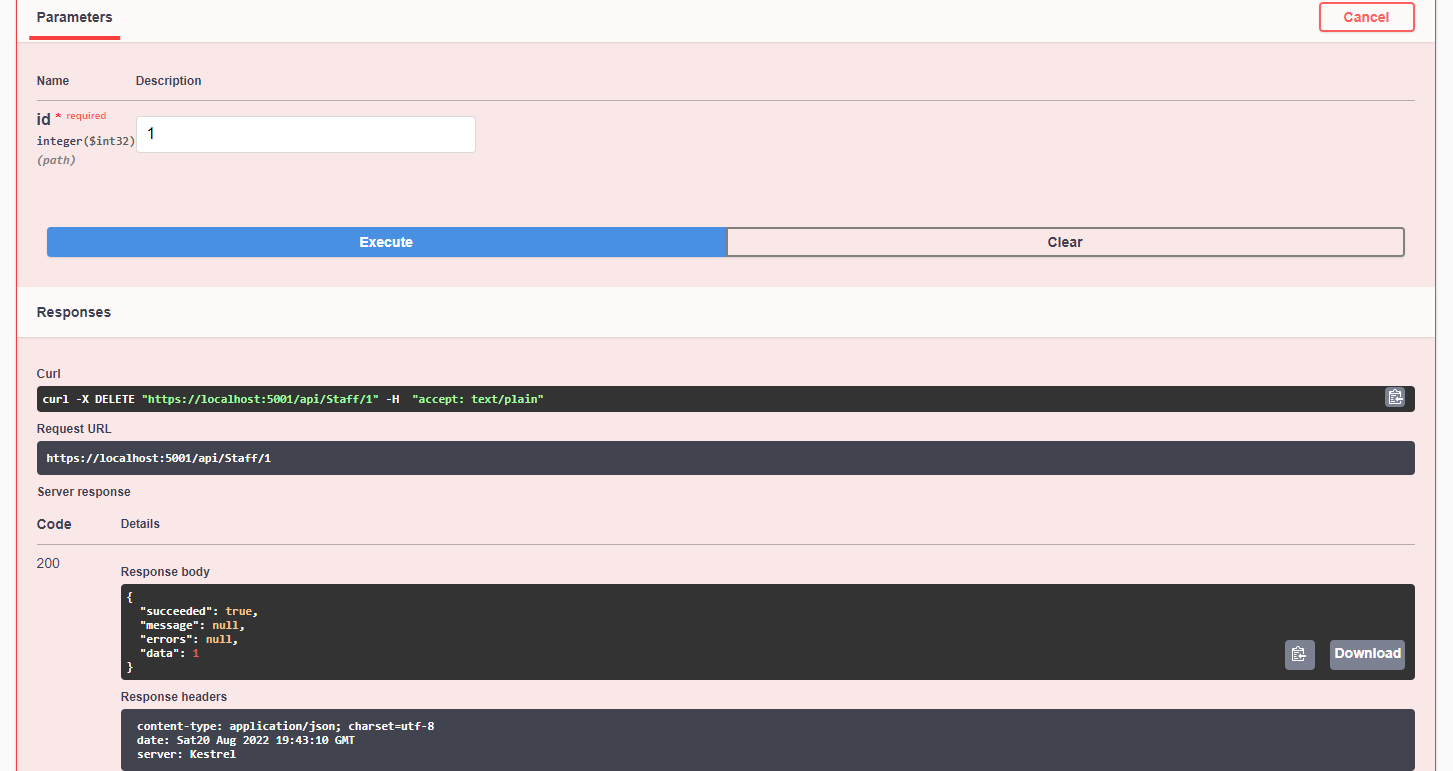 Parameters
Cancel
Name Description
id * required
integer($int32)
(path)
1
Execute Clear
Responses
Curl
curl -X DELETE "https://localhost:5001/api/Staff/1" -H  "accept: text/plain"
Request URL
https://localhost:5001/api/Staff/1
Server response
Code Details
200
Response body
{
  "succeeded": true,
  "message": null,
  "errors": null,
  "data": 1
}
Download
Response headers
content-type: application/json; charset=utf-8
date: Sat20 Aug 2022 19:43:10 GMT
server: Kestrel